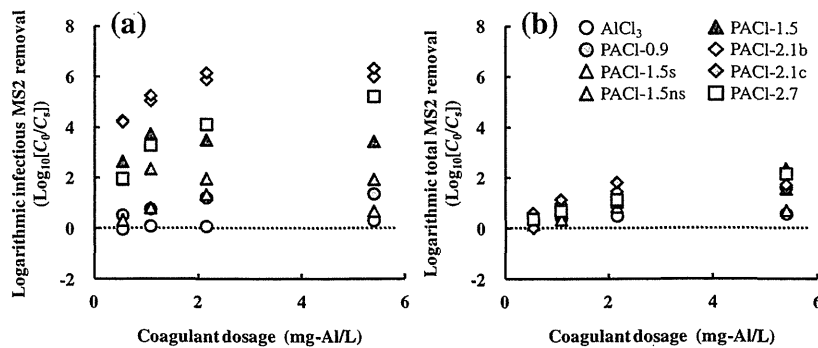 (a)
Logarithmic infectious MS2 removal
(Log₁₀[C₀/Cₛ])
8
6
4
2
0
-2
0
2
4
6
Coagulant dosage (mg-Al/L)
(b)
AlCl₃
PACl-0.9
PACl-1.5s
PACl-1.5ns
PACl-1.5
PACl-2.1b
PACl-2.1c
PACl-2.7
Logarithmic total MS2 removal
(Log₁₀[C₀/Cₛ])
8
6
4
2
0
-2
0
2
4
6
Coagulant dosage (mg-Al/L)